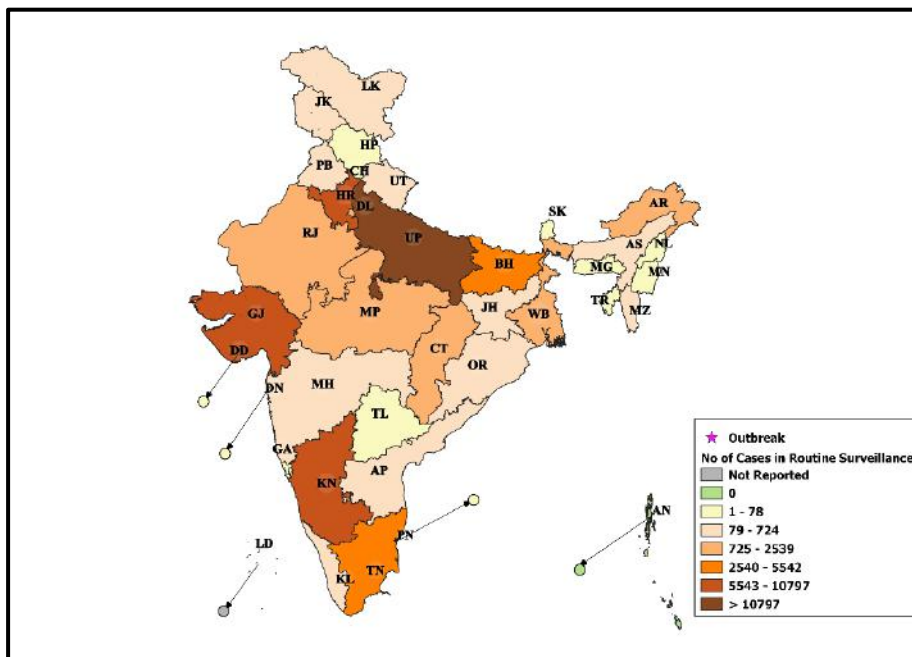 LK
JK
HP
PB
CH
UT
HR
DL
SK
AR
RJ
UP
AS
NL
BH
MG
MN
TR
MZ
GJ
MP
JH
WB
DD
CT
OR
DN
MH
TL
GA
AP
KN
AN
LD
PN
KL
TN
Outbreak
No of Cases in Routine Surveillance
Not Reported
0
1 - 78
79 - 724
725 - 2539
2540 - 5542
5543 - 10797
> 10797